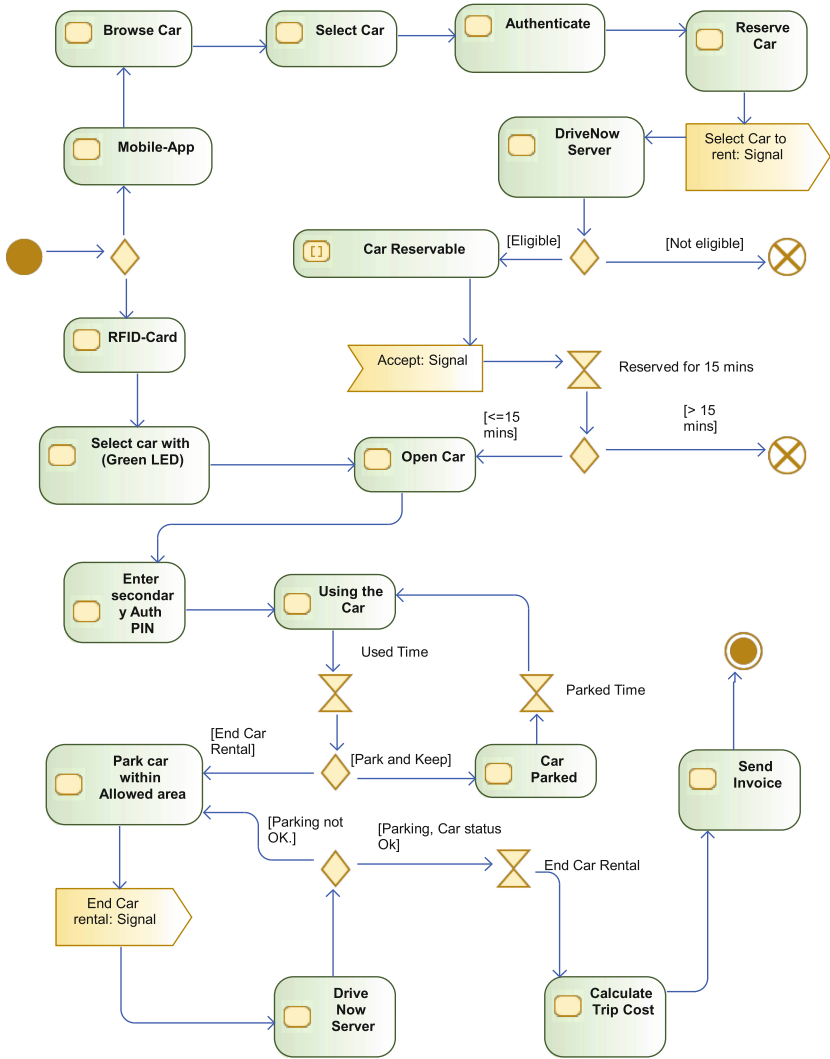 Browse Car
Select Car
Authenticate
Reserve
Car
Mobile-App
DriveNow
Server
Select Car to
rent: Signal
[Eligible]
[Not eligible]
Car Reservable
RFID-Card
Accept: Signal
Reserved for 15 mins
[<=15
mins]
[> 15
mins]
Select car with
(Green LED)
Open Car
Enter
secondar
y Auth
PIN
Using the
Car
Used Time
Parked Time
[End Car
Rental]
[Park and Keep]
Park car
within
Allowed area
Car
Parked
Send
Invoice
[Parking not
OK.]
[Parking, Car status
Ok]
End Car Rental
End Car
rental: Signal
Drive
Now
Server
Calculate
Trip Cost